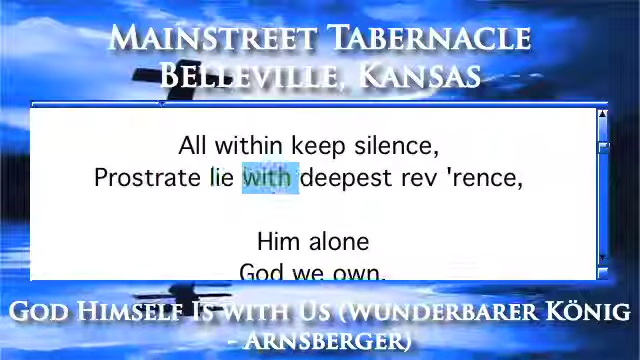 MAINSTREET TABERNACLE
BELLEVILLE, KANSAS
All within keep silence,
Prostrate lie with deepest rev 'rence,
Him alone
God we own,
GOD HIMSELF IS WITH US (WUNDERBARER KÖNIG
- ARNSBERGER)